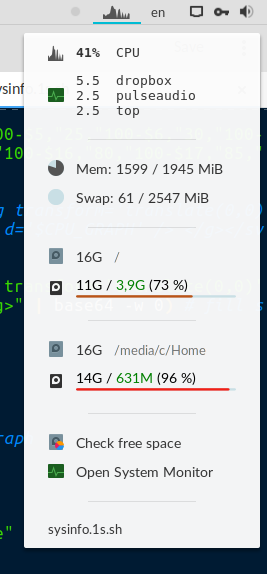 en
sysinf
41% CPU
5.5 dropbox
2.5 pulseaudio
2.5 top
Mem: 1599 / 1945 MiB
Swap: 61 / 2547 MiB
16G /
11G / 3,9G (73 %)
16G /media/c/Home
14G / 631M (96 %)
Check free space
Open System Monitor
sysinfo.1s.sh